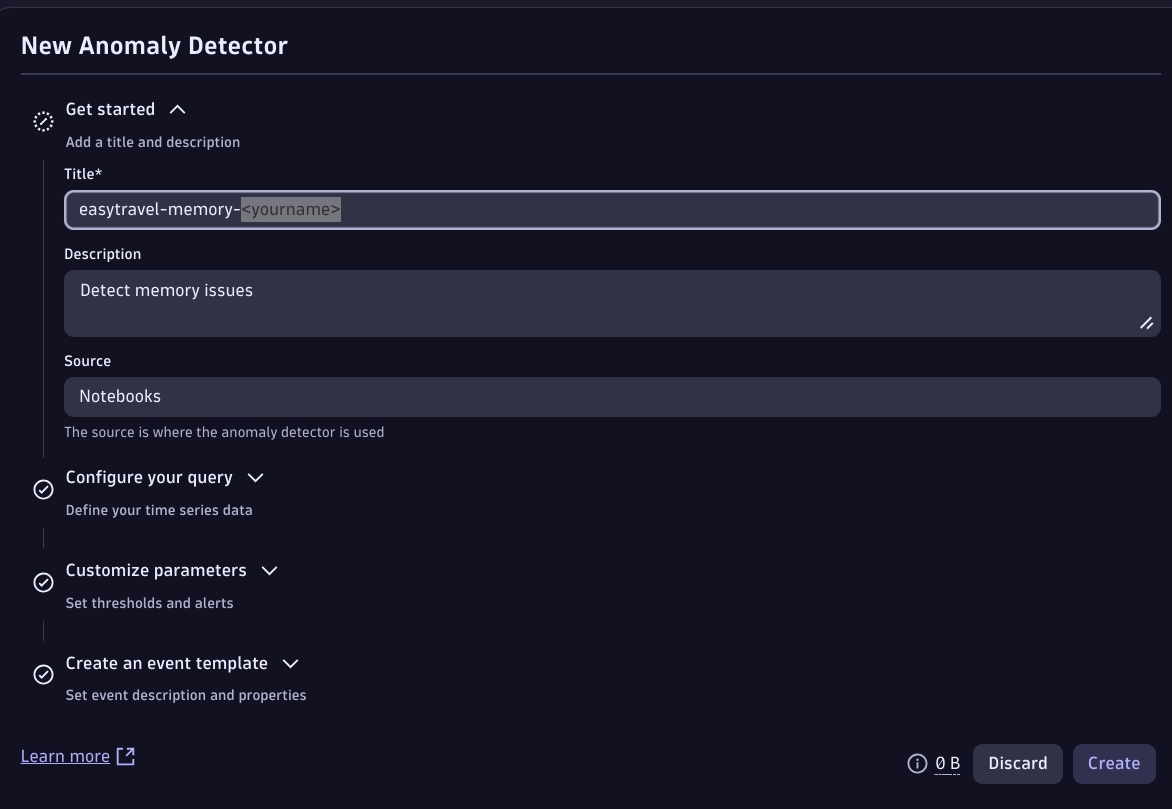 New Anomaly Detector
Get started
Add a title and description
Title*
easytravel-memory-<yourname>
Description
Detect memory issues
Source
Notebooks
The source is where the anomaly detector is used
Configure your query
Define your time series data
Customize parameters
Set thresholds and alerts
Create an event template
Set event description and properties
Learn more
0 B
Discard
Create